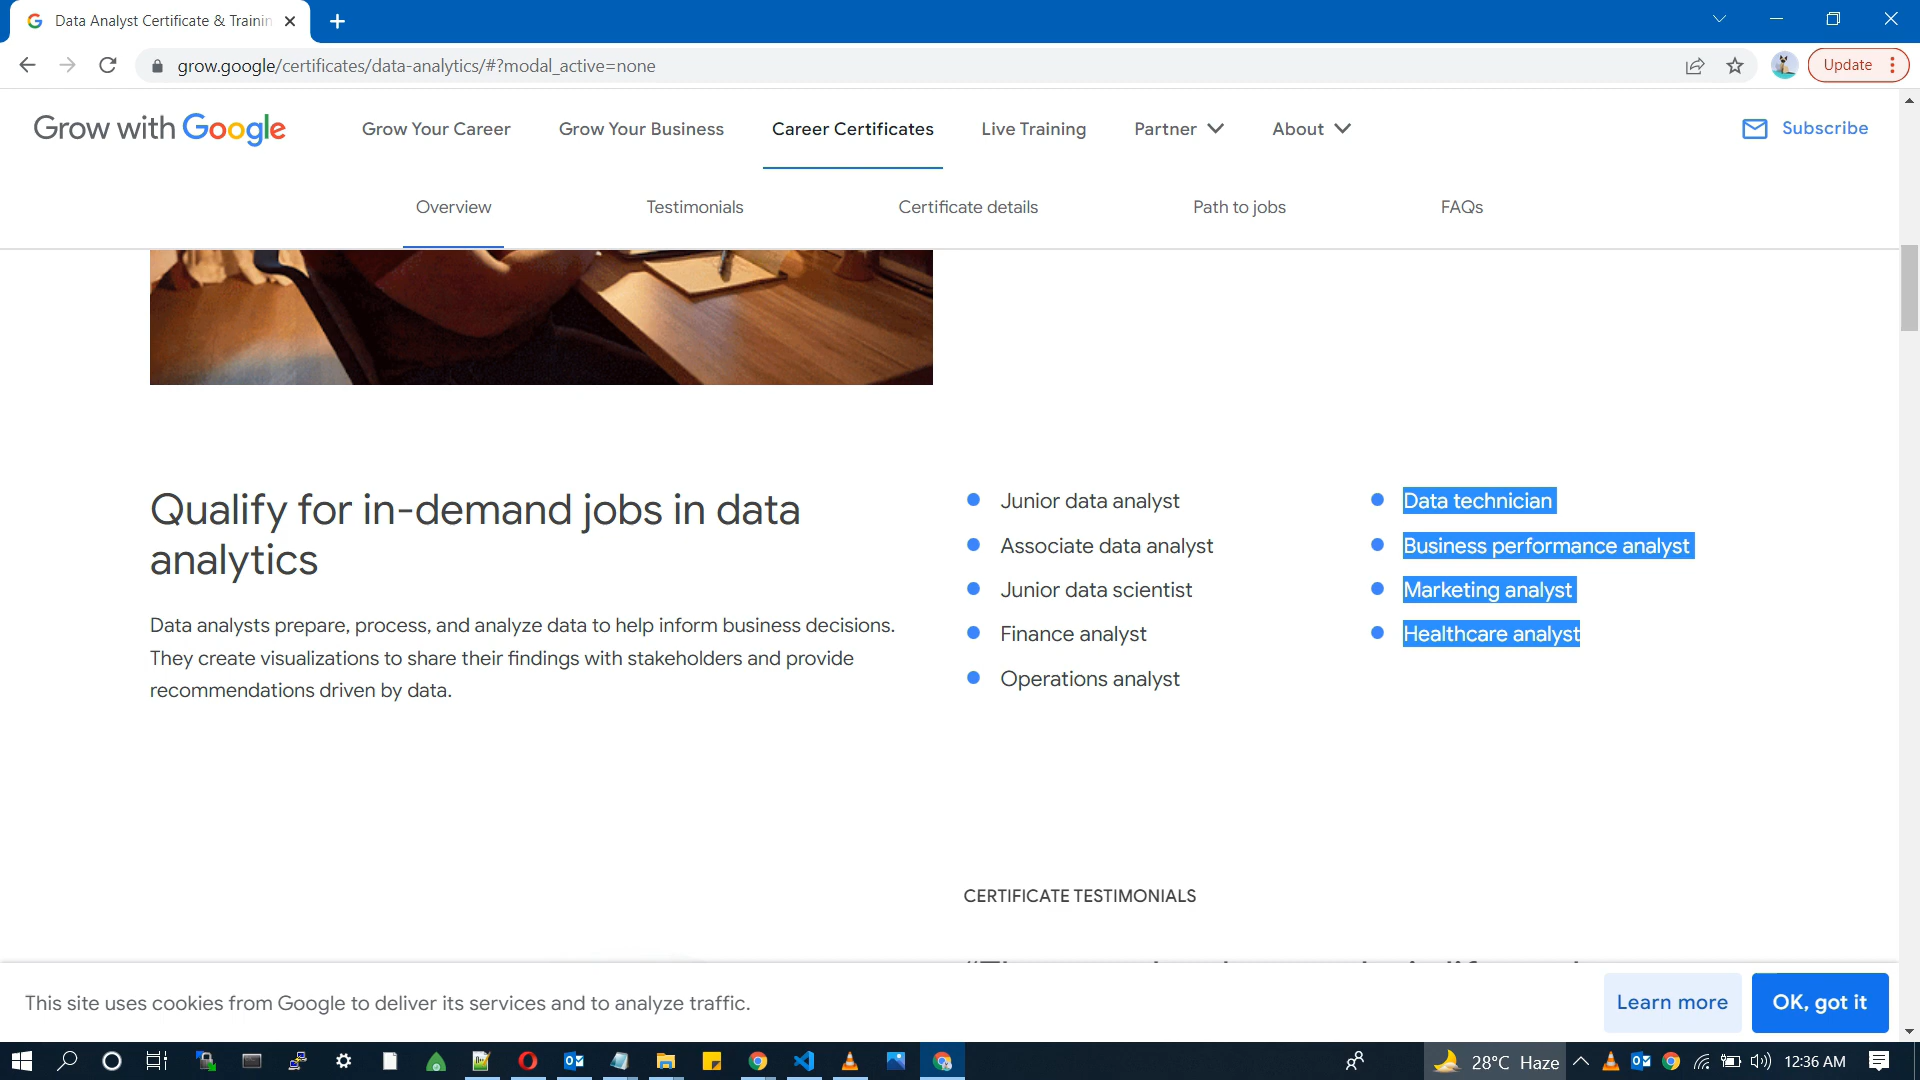 Data Analyst Certificate & Trainin
grow.google/certificates/data-analytics/#?modal_active=none
Update
Grow with Google
Grow Your Career
Grow Your Business
Career Certificates
Live Training
Partner
About
Subscribe
Overview
Testimonials
Certificate details
Path to jobs
FAQs
Qualify for in-demand jobs in data
analytics
Data analysts prepare, process, and analyze data to help inform business decisions.
They create visualizations to share their findings with stakeholders and provide
recommendations driven by data.
Junior data analyst
Associate data analyst
Junior data scientist
Finance analyst
Operations analyst
Data technician
Business performance analyst
Marketing analyst
Healthcare analyst
CERTIFICATE TESTIMONIALS
This site uses cookies from Google to deliver its services and to analyze traffic.
Learn more
OK, got it
28°C Haze
12:36 AM